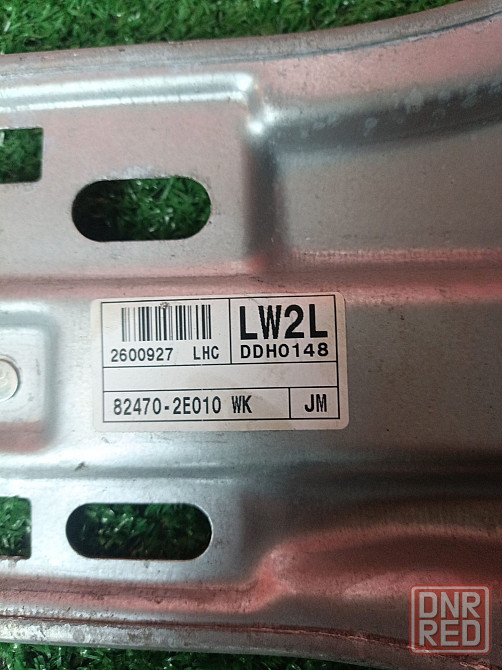 2600927 LHC
LW2L
DDH0148
82470-2E010 WK
JM
DNR
RED